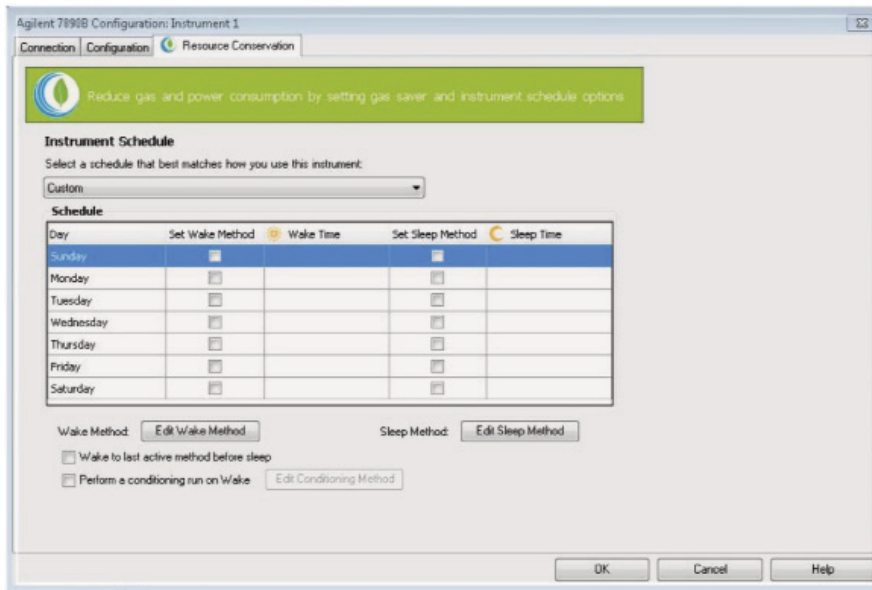 Agilent 7890B Configuration: Instrument 1
Connection Configuration Resource Conservation
Reduce gas and power consumption by setting gas saver and instrument schedule options
Instrument Schedule
Select a schedule that best matches how you use this instrument:
Custom
Schedule
Day Set Wake Method Wake Time Set Sleep Method Sleep Time
Sunday
Monday
Tuesday
Wednesday
Thursday
Friday
Saturday
Wake Method: Edit Wake Method Sleep Method: Edit Sleep Method
Wake to last active method before sleep
Perform a conditioning run on Wake Edit Conditioning Method
OK Cancel Help